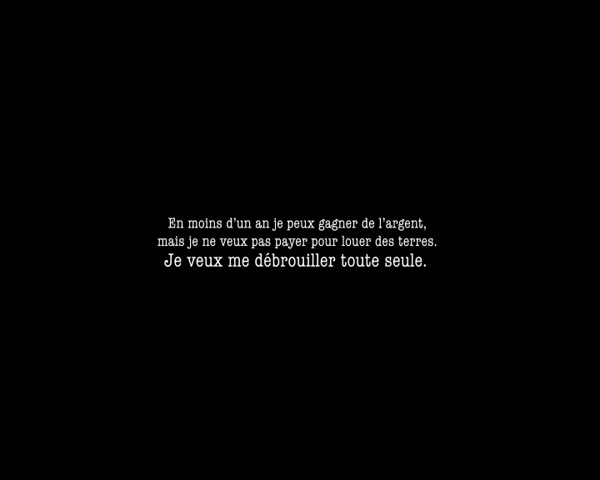 En moins d'un an je peux gagner de l'argent,
mais je ne veux pas payer pour louer des terres.
Je veux me débrouiller toute seule.